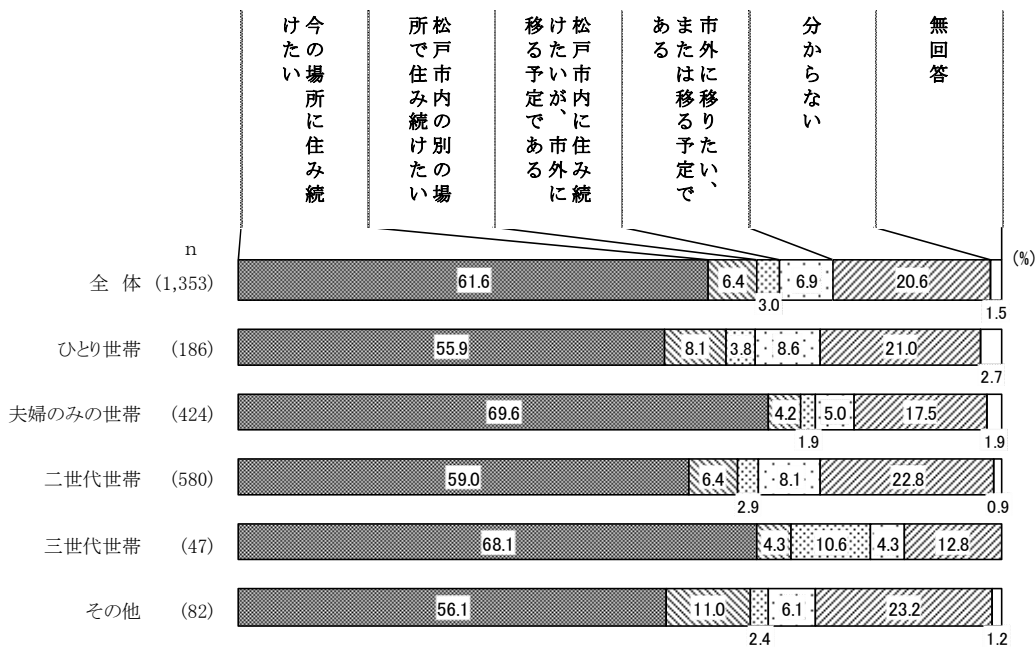 今の場所に住み続
けたい
松戸市内の別の場
所で住み続けたい
松戸市内に住み続
けたいが、市外に
移る予定である
市外に移りたい、
または移る予定で
ある
分からない
無回答
n
(%)
全 体 (1,353) 61.6 6.4 3.0 6.9 20.6 1.5
ひとり世帯 (186) 55.9 8.1 3.8 8.6 21.0 2.7
夫婦のみの世帯 (424) 69.6 4.2 1.9 5.0 17.5 1.9
二世代世帯 (580) 59.0 6.4 2.9 8.1 22.8 0.9
三世代世帯 (47) 68.1 4.3 10.6 4.3 12.8
その他 (82) 56.1 11.0 2.4 6.1 23.2 1.2